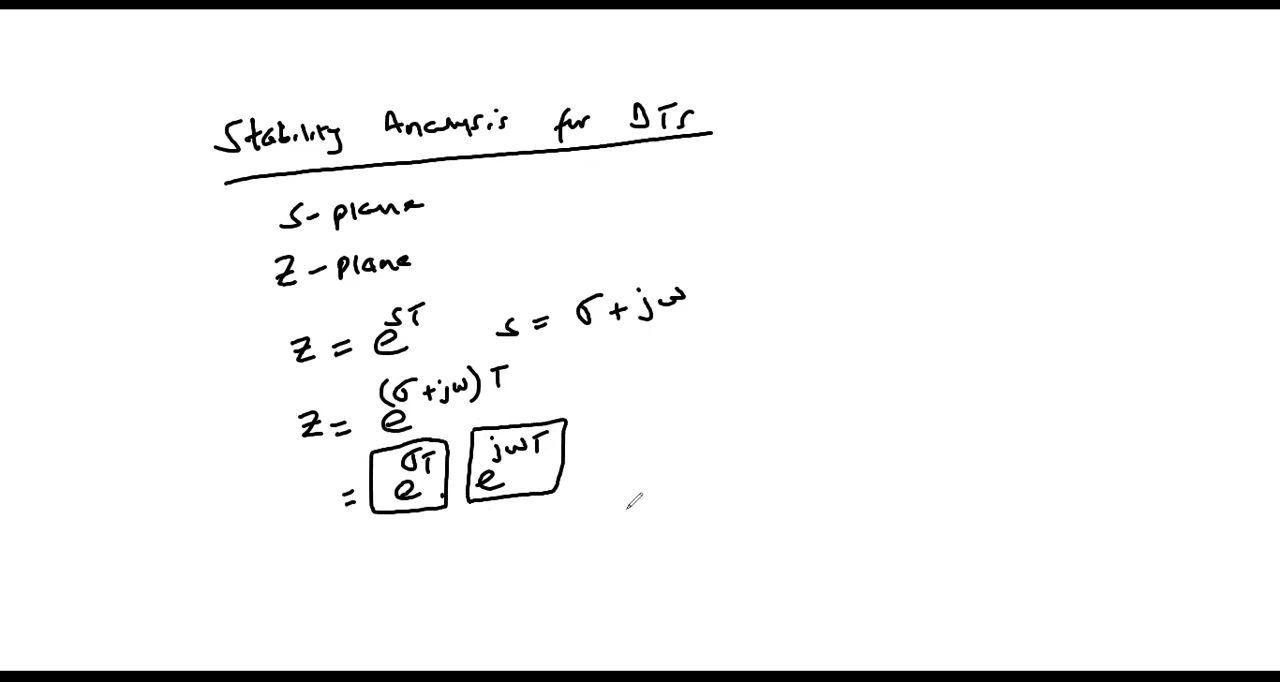 Stability Analysis for DTS
s-plane
Z-plane
z = e^{sT} s = σ + jω
z = e^{(σ+jω)T}
= e^{σT} . e^{jωT}